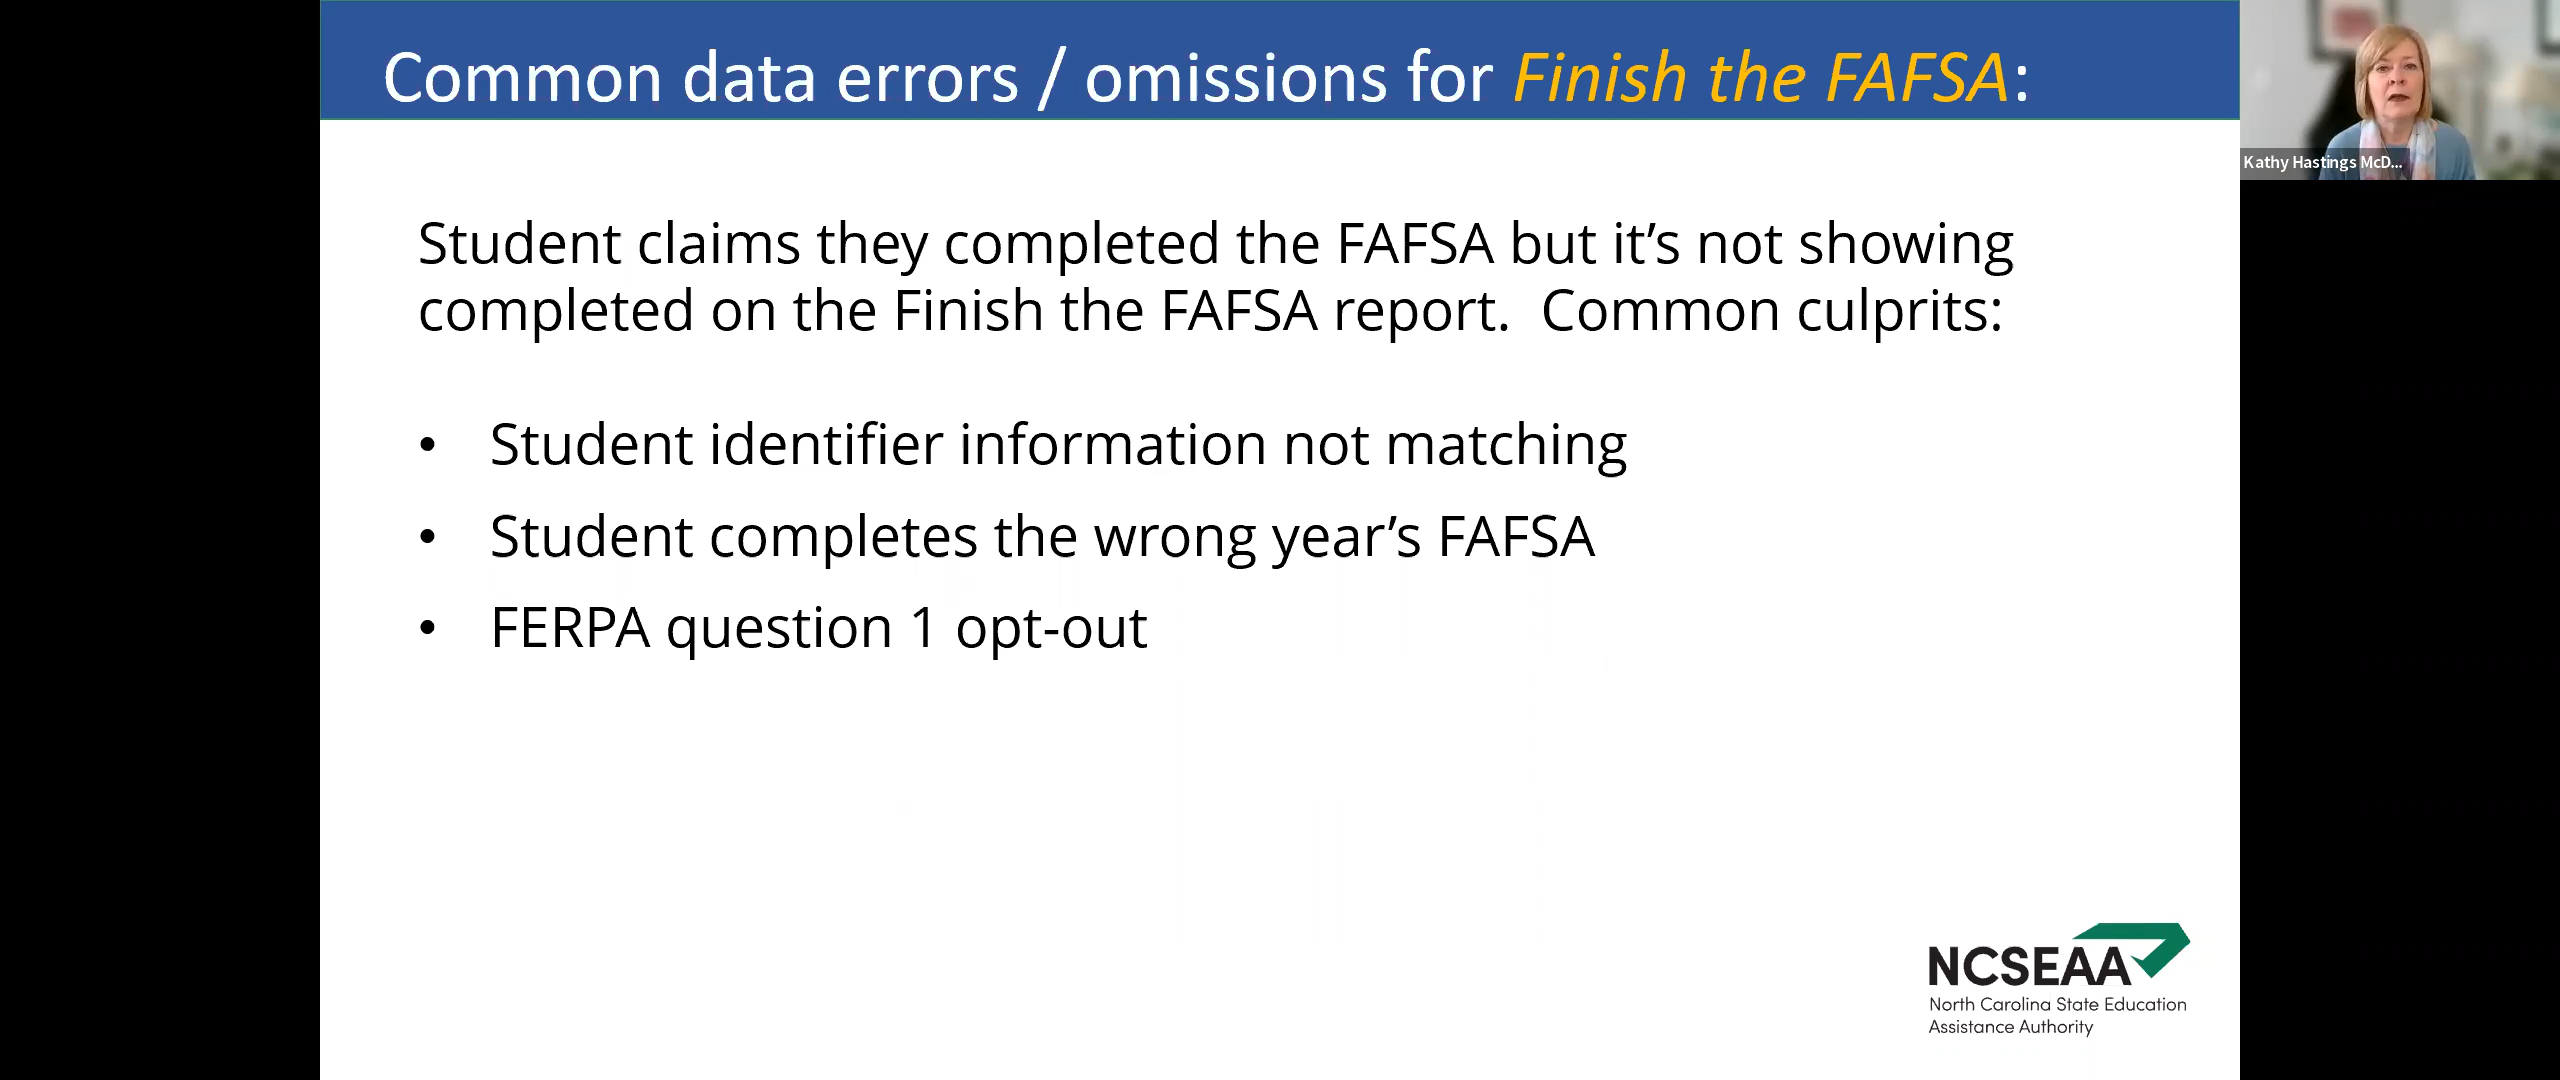 Common data errors / omissions for Finish the FAFSA:
Kathy Hastings McD...
Student claims they completed the FAFSA but it’s not showing
completed on the Finish the FAFSA report.  Common culprits:
• Student identifier information not matching
• Student completes the wrong year’s FAFSA
• FERPA question 1 opt-out
NCSEAA
North Carolina State Education
Assistance Authority